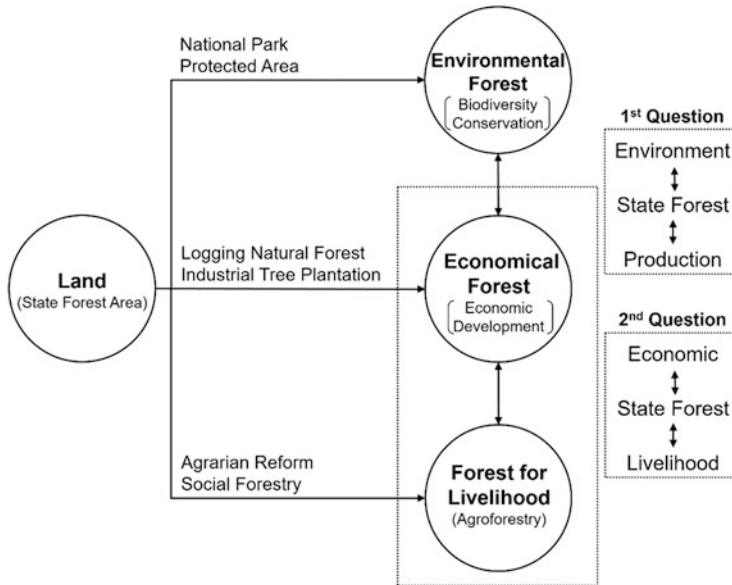 National Park
Protected Area
Environmental
Forest
Biodiversity
Conservation
Land
(State Forest Area)
Logging Natural Forest
Industrial Tree Plantation
Economical
Forest
Economic
Development
Agrarian Reform
Social Forestry
Forest for
Livelihood
(Agroforestry)
1st Question
Environment
State Forest
Production
2nd Question
Economic
State Forest
Livelihood